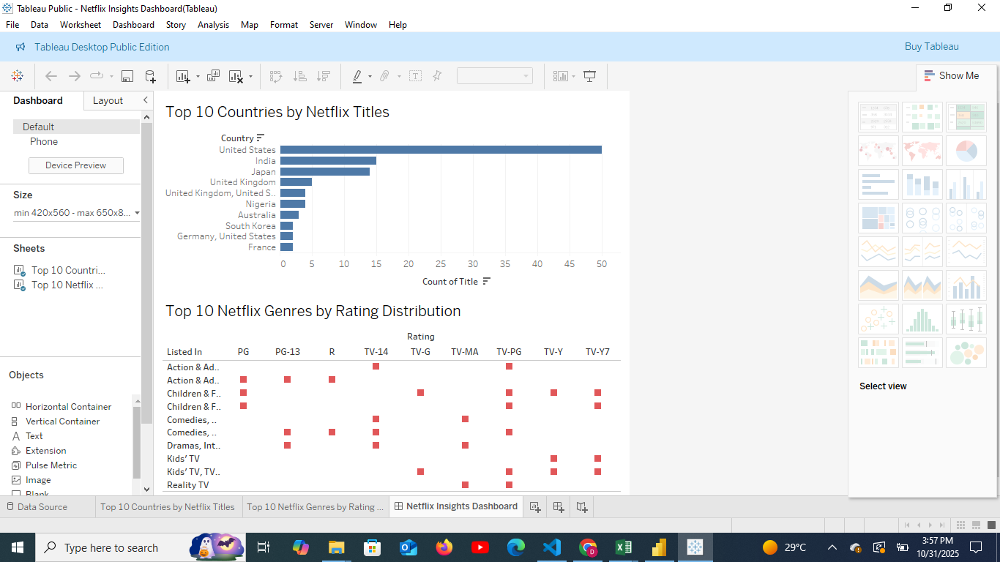 Tableau Public - Netflix Insights Dashboard(Tableau)
File Data Worksheet Dashboard Story Analysis Map Format Server Window Help
Tableau Desktop Public Edition
Buy Tableau
Show Me
Dashboard Layout
Default
Phone
Device Preview
Size
min 420x560 - max 650x8...
Sheets
Top 10 Countri...
Top 10 Netflix ...
Objects
Horizontal Container
Vertical Container
Text
Extension
Pulse Metric
Image
Blank
Top 10 Countries by Netflix Titles
Country
United States
India
Japan
United Kingdom
United Kingdom, United S..
Nigeria
Australia
South Korea
Germany, United States
France
0 5 10 15 20 25 30 35 40 45 50
Count of Title
Top 10 Netflix Genres by Rating Distribution
Rating
Listed In PG PG-13 R TV-14 TV-G TV-MA TV-PG TV-Y TV-Y7
Action & Ad..
Action & Ad..
Children & F..
Children & F..
Comedies, ..
Comedies, ..
Dramas, Int..
Kids’ TV
Kids’ TV, TV..
Reality TV
Select view
Data Source Top 10 Countries by Netflix Titles Top 10 Netflix Genres by Rating ... Netflix Insights Dashboard
Type here to search
29°C
3:57 PM
10/31/2025